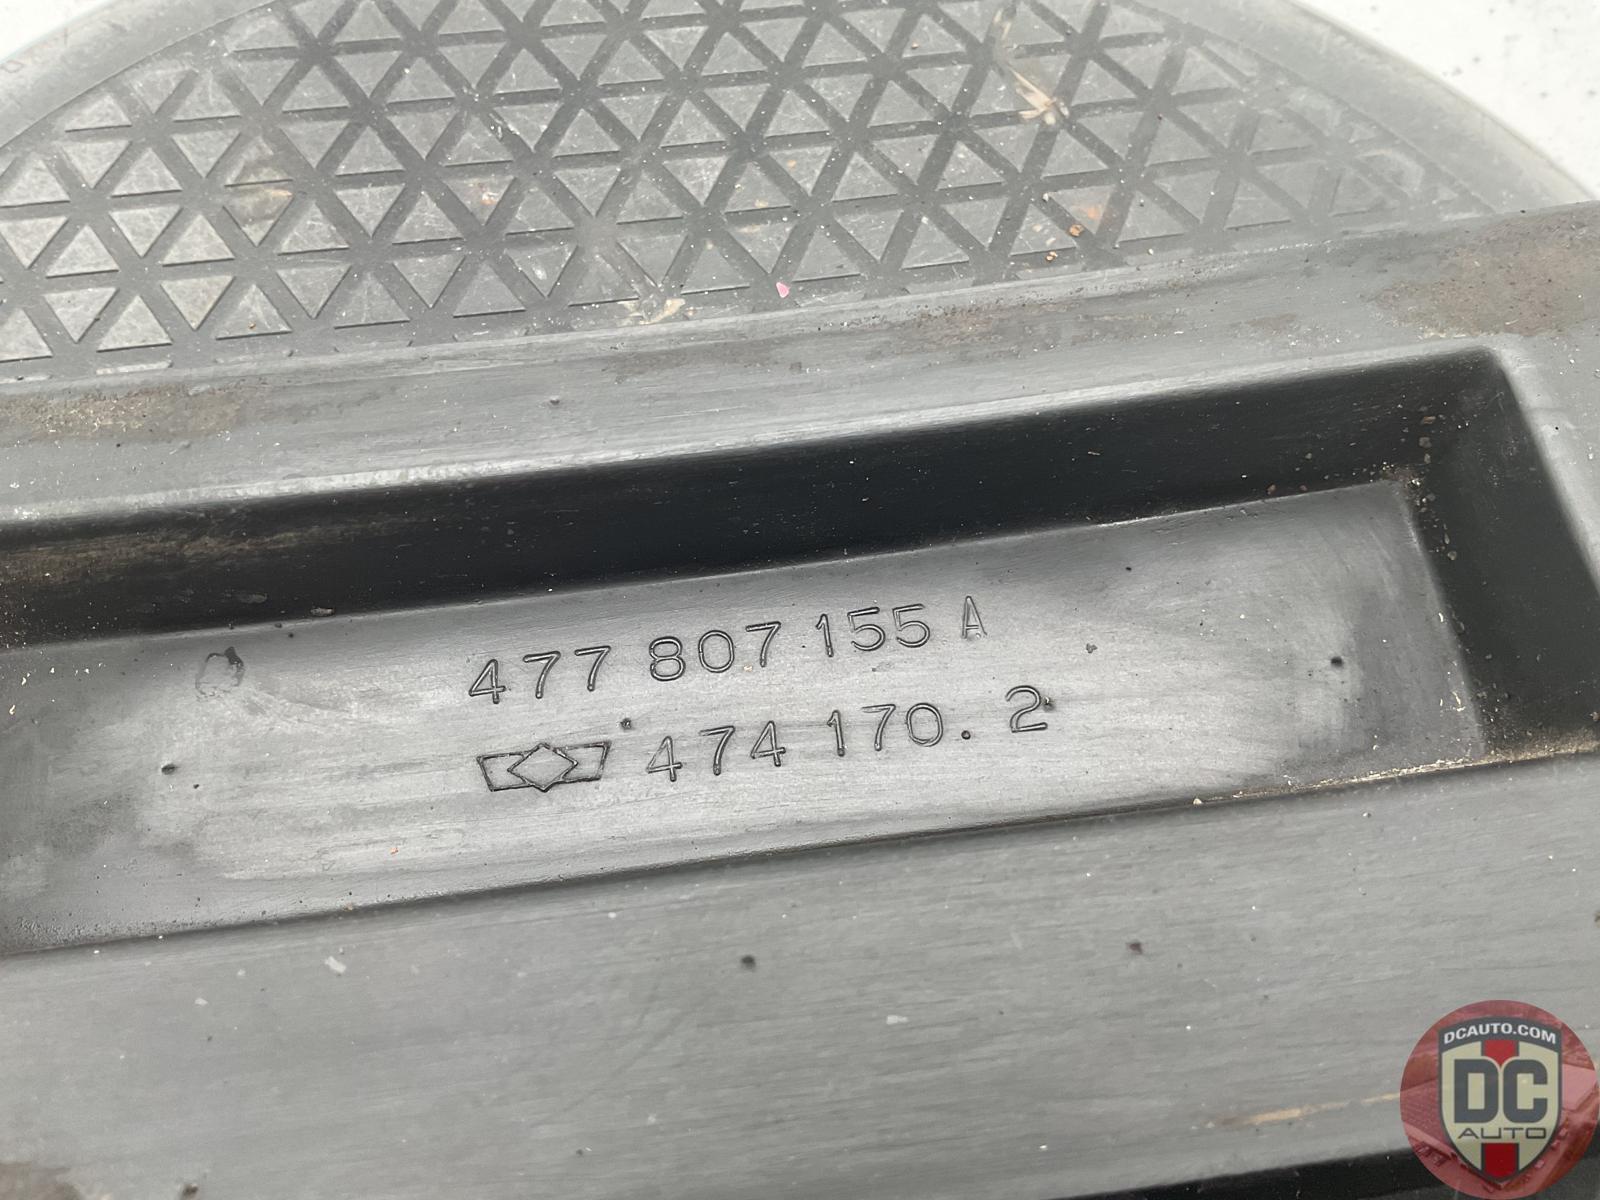 477 807 155 A
474 170. 2
DCAUTO.COM
DC
AUTO